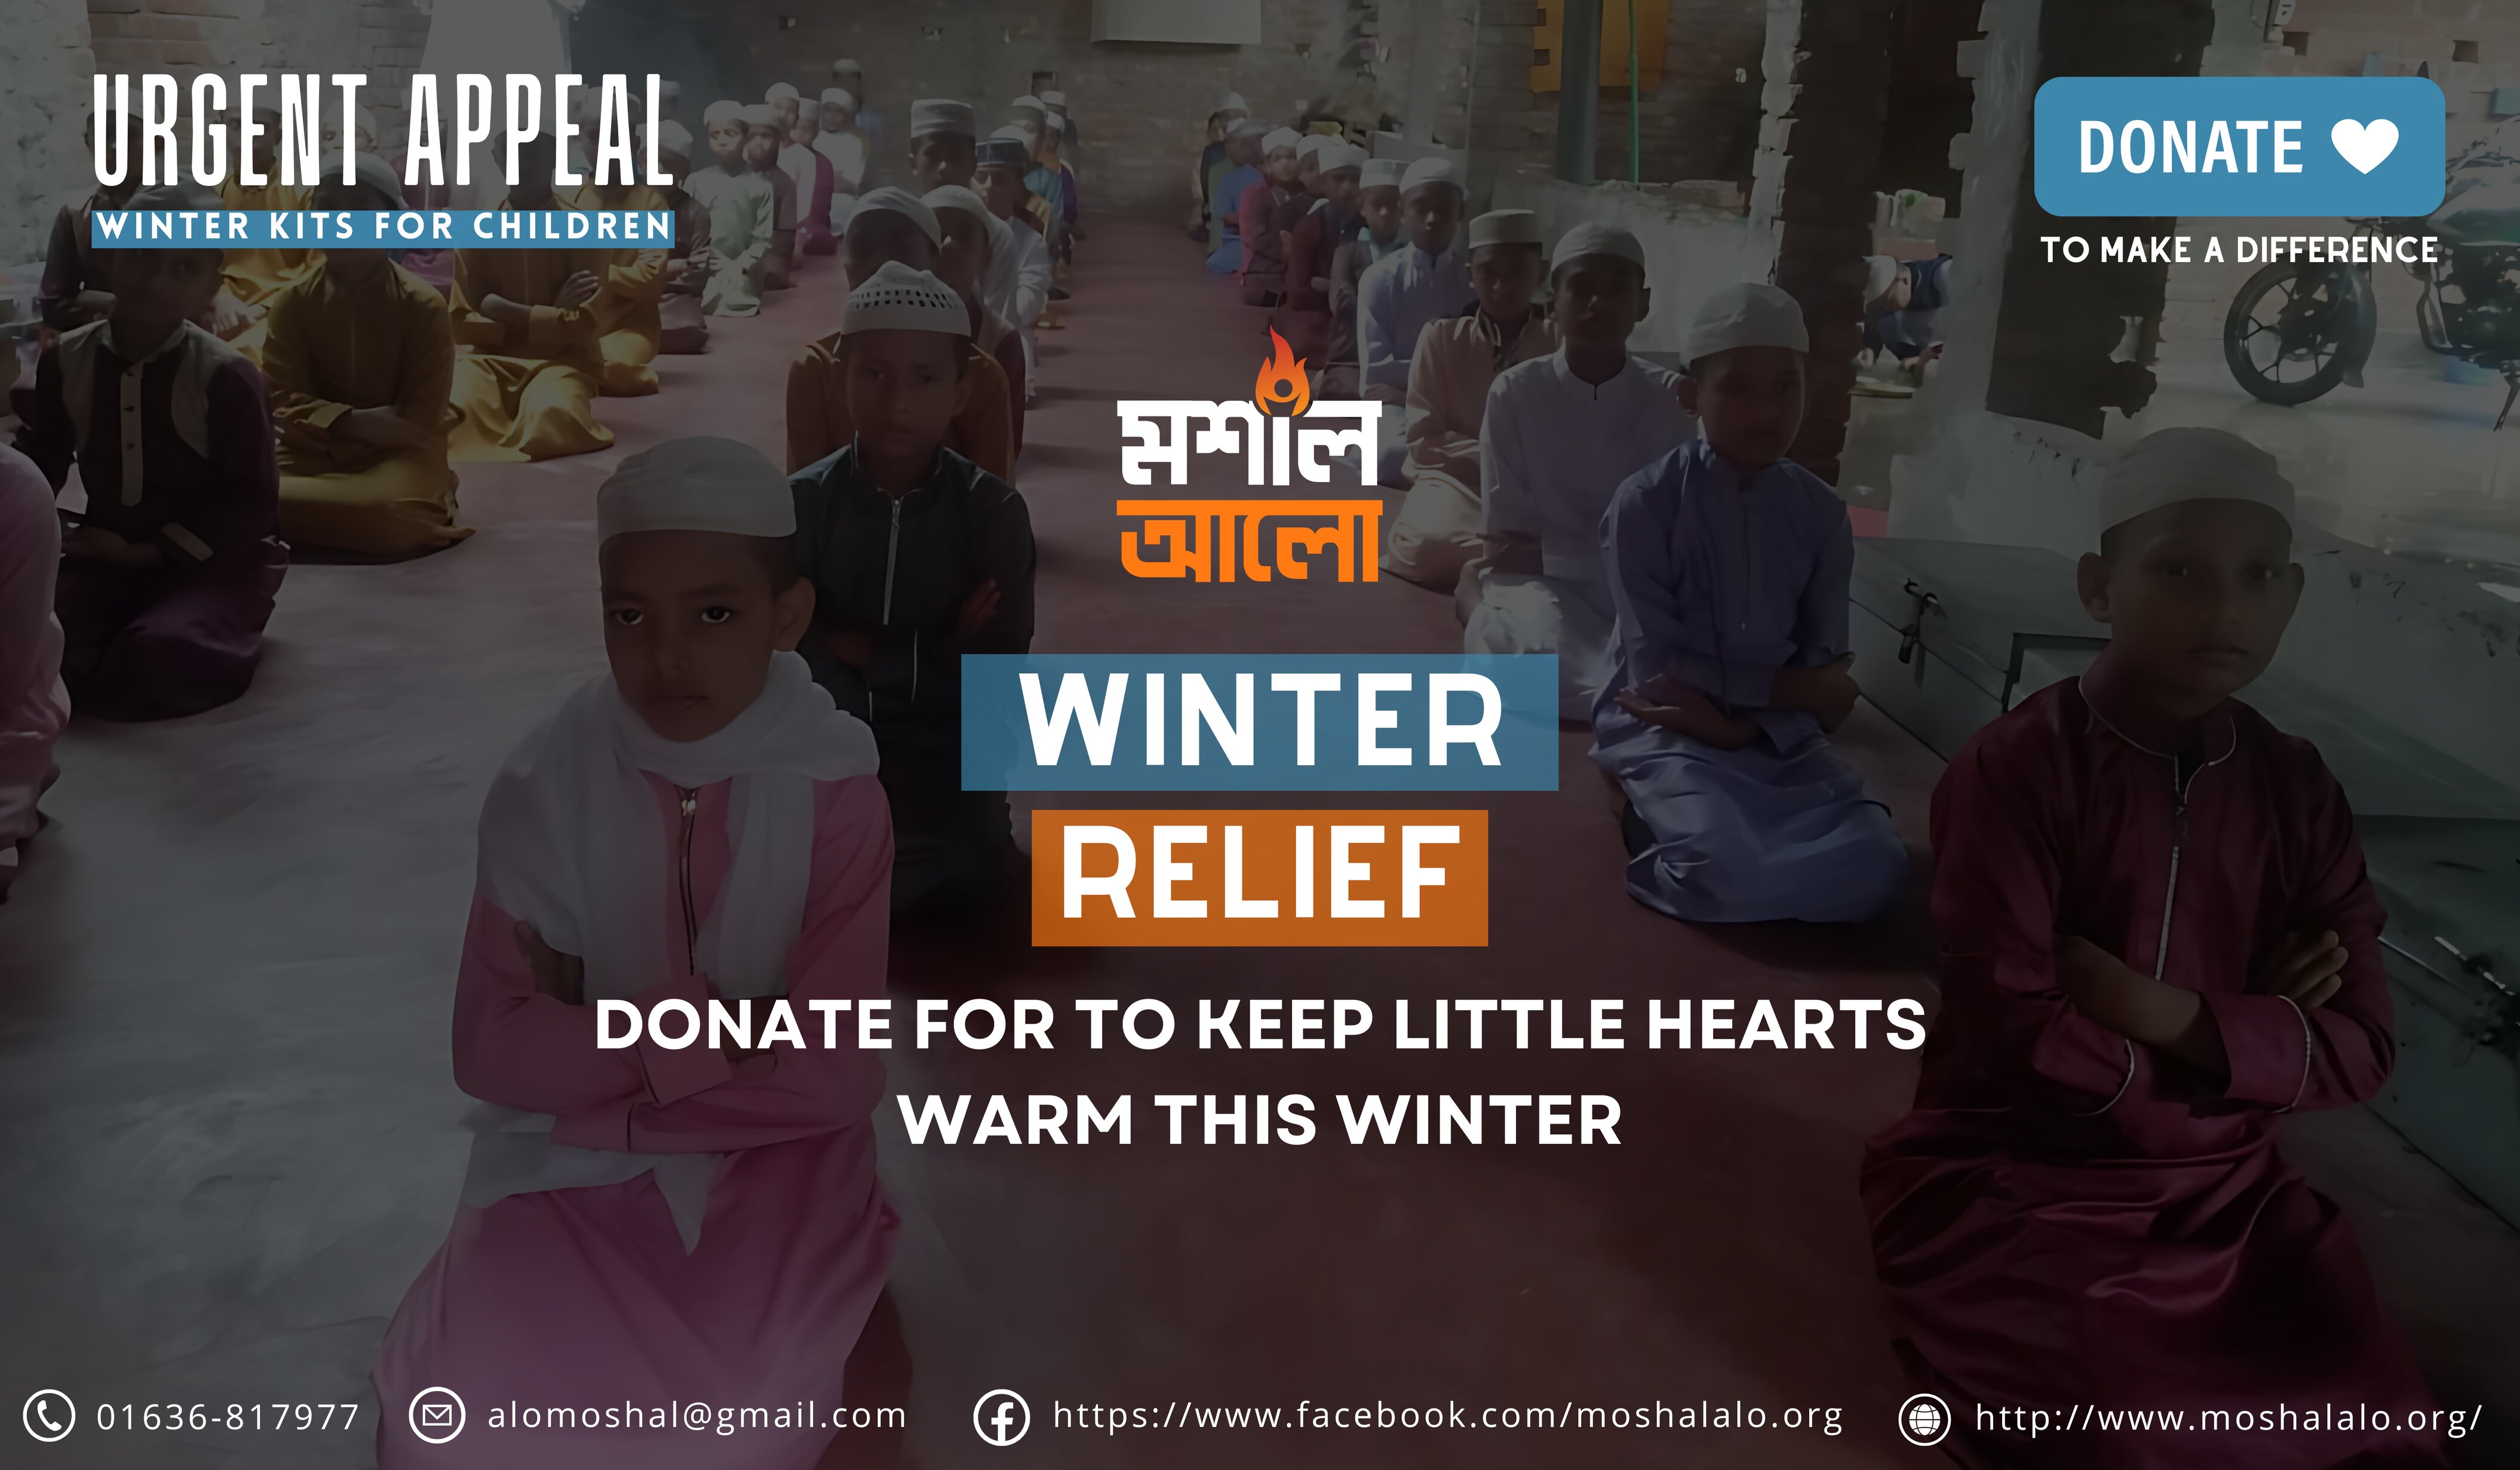 URGENT APPEAL
WINTER KITS FOR CHILDREN
DONATE
TO MAKE A DIFFERENCE
মশাল
আলো
WINTER
RELIEF
DONATE FOR TO KEEP LITTLE HEARTS
WARM THIS WINTER
01636-817977
alomoshal@gmail.com
https://www.facebook.com/moshalalo.org
http://www.moshalalo.org/